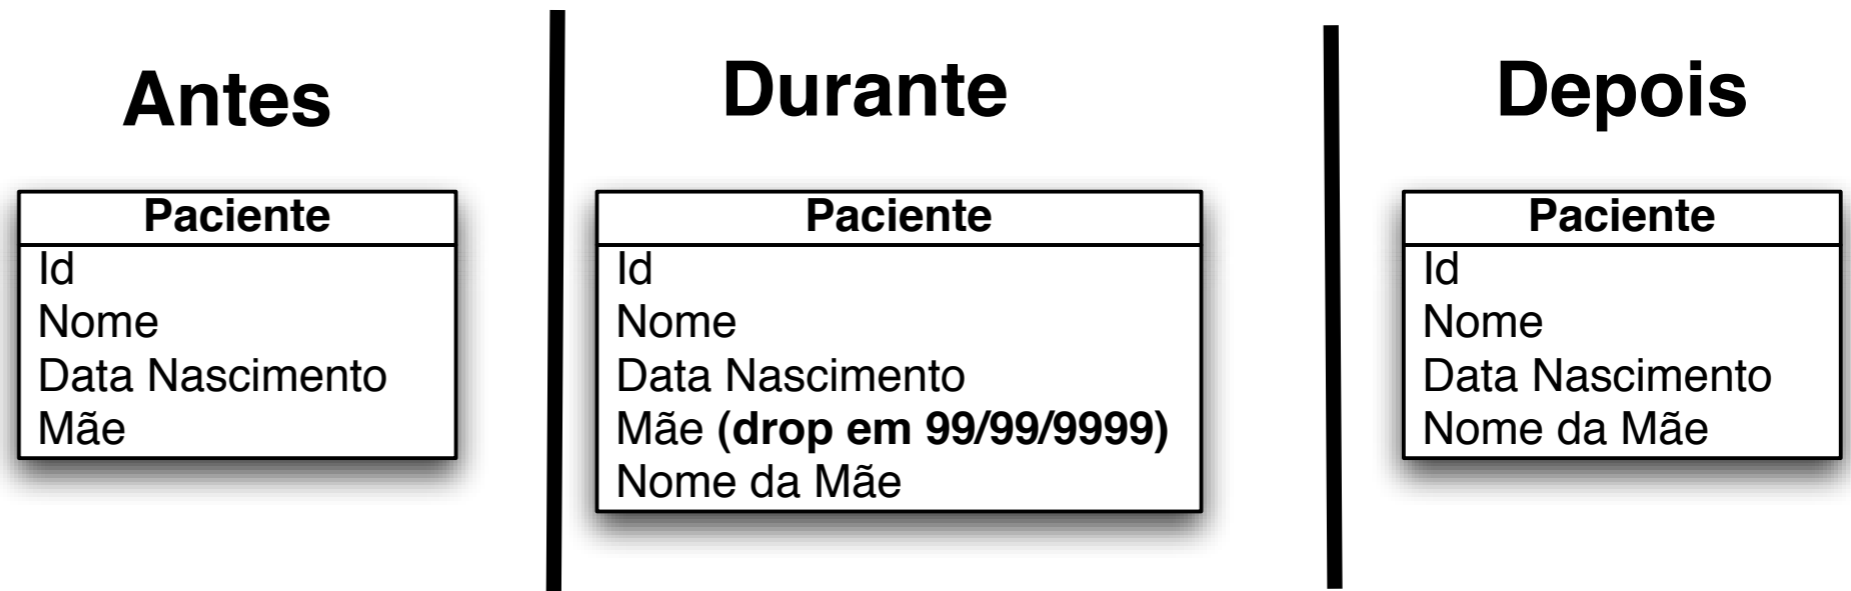 Antes
Paciente
Id
Nome
Data Nascimento
Mãe
Durante
Paciente
Id
Nome
Data Nascimento
Mãe (drop em 99/99/9999)
Nome da Mãe
Depois
Paciente
Id
Nome
Data Nascimento
Nome da Mãe